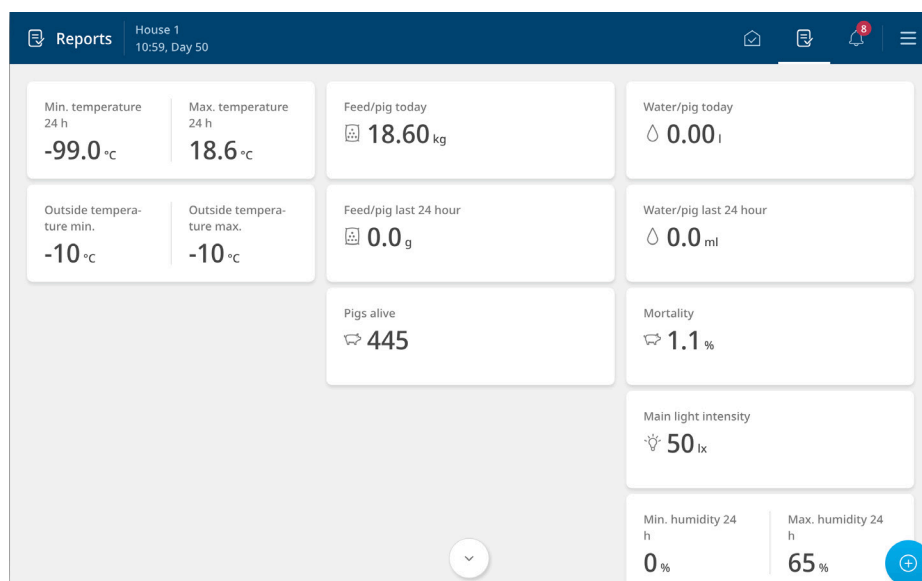 Reports
House 1
10:59, Day 50
8
Min. temperature
24 h
-99.0 °C
Max. temperature
24 h
18.6 °C
Feed/pig today
18.60 kg
Water/pig today
0.00 l
Outside tempera-
ture min.
-10 °C
Outside tempera-
ture max.
-10 °C
Feed/pig last 24 hour
0.0 g
Water/pig last 24 hour
0.0 ml
Pigs alive
445
Mortality
1.1 %
Main light intensity
50 lx
Min. humidity 24
h
0 %
Max. humidity 24
h
65 %